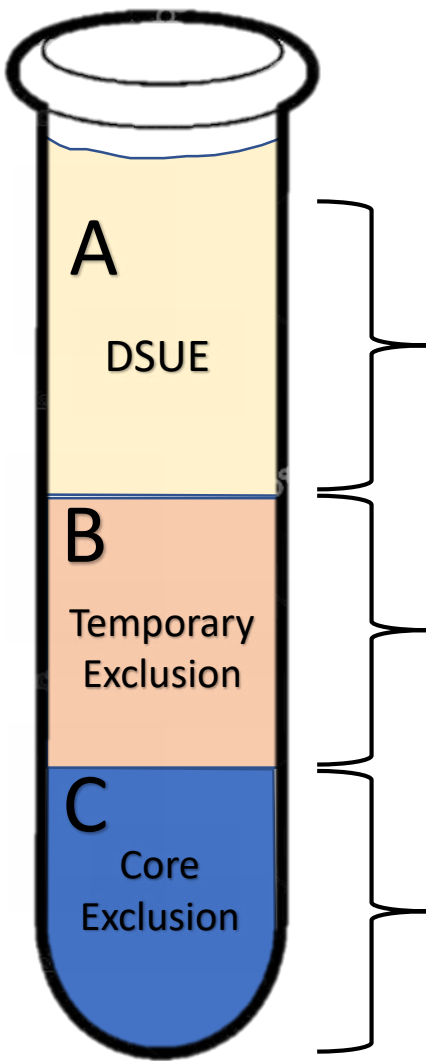 A
DSUE
B
Temporary
Exclusion
C
Core
Exclusion